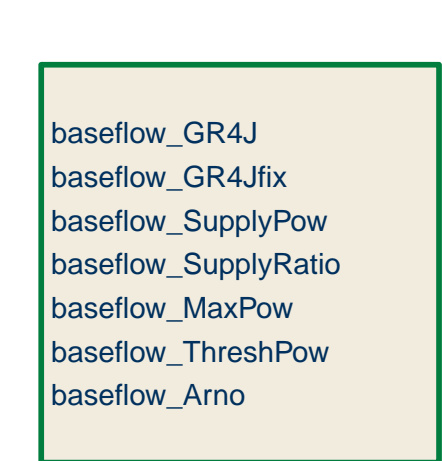 baseflow_GR4J
baseflow_GR4Jfix
baseflow_SupplyPow
baseflow_SupplyRatio
baseflow_MaxPow
baseflow_ThreshPow
baseflow_Arno